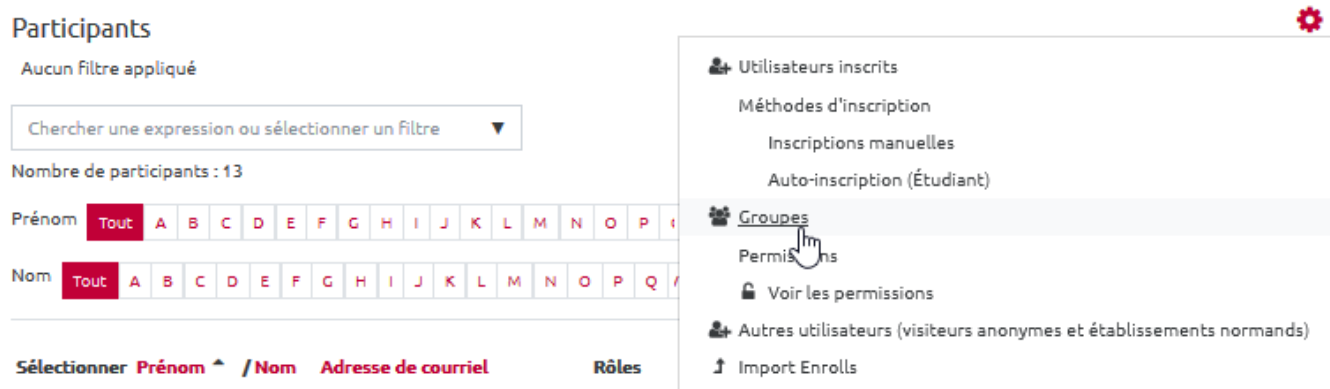 Participants
Aucun filtre appliqué
Chercher une expression ou sélectionner un filtre
Nombre de participants : 13
Prénom Tout A B C D E F G H I J K L M N O P
Nom Tout A B C D E F G H I J K L M N O P Q
Sélectionner Prénom / Nom Adresse de courriel Rôles
Utilisateurs inscrits
Méthodes d'inscription
Inscriptions manuelles
Auto-inscription (Étudiant)
Groupes
Permissions
Voir les permissions
Autres utilisateurs (visiteurs anonymes et établissements normands)
Import Enrolls